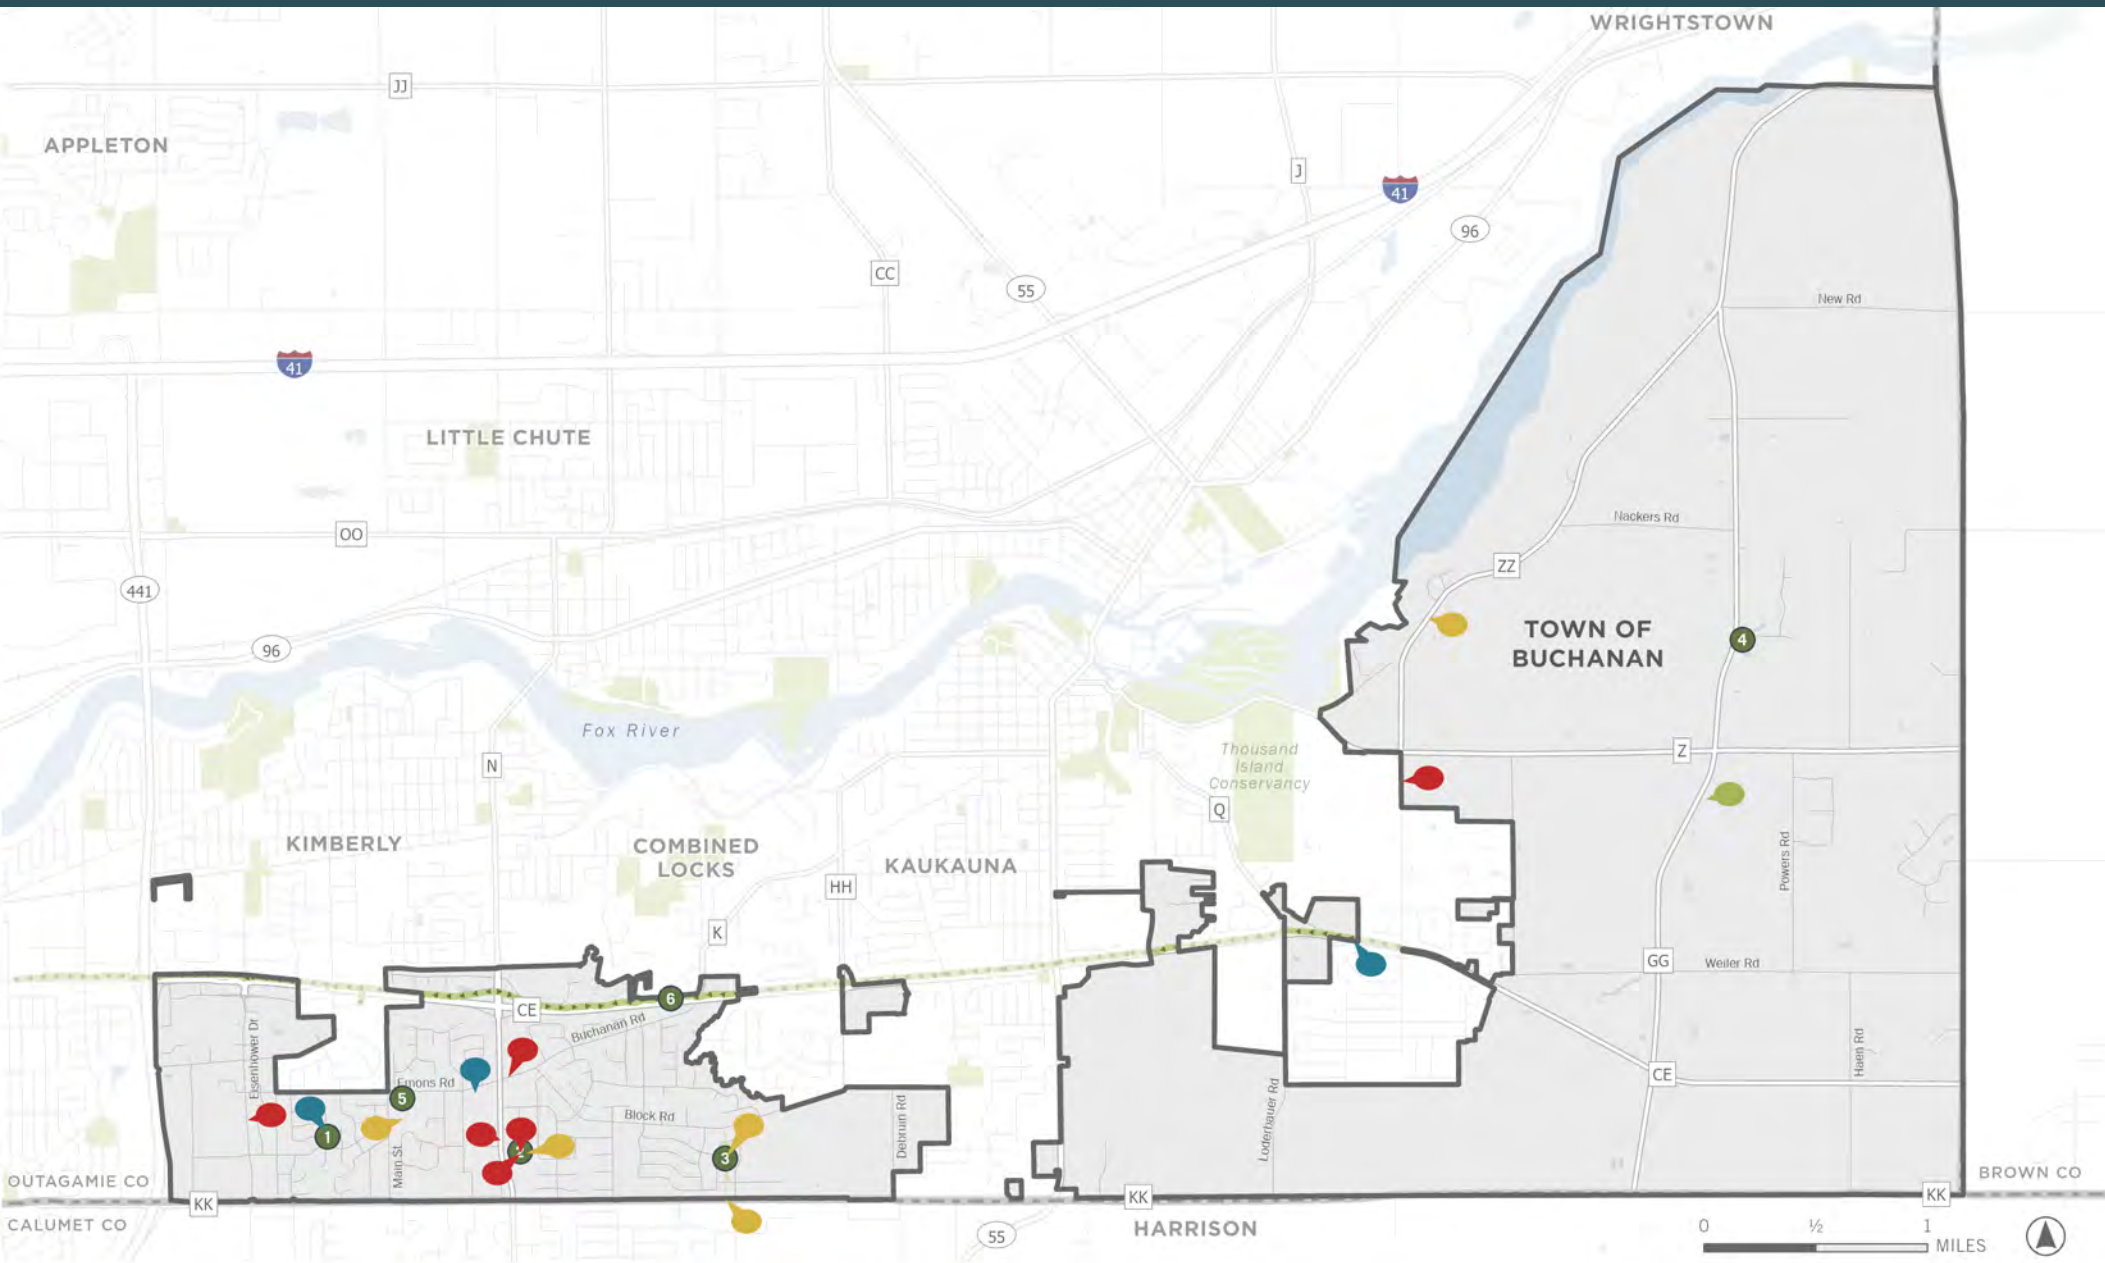 WRIGHTSTOWN
JJ
APPLETON
J
41
96
CC
55
New Rd
41
LITTLE CHUTE
Nackers Rd
OO
ZZ
441
TOWN OF
BUCHANAN
4
96
Fox River
Thousand
Island
Conservancy
Z
N
Q
KIMBERLY
COMBINED
LOCKS
KAUKAUNA
HH
Powers Rd
K
GG
Weiler Rd
6
CE
Buchanan Rd
Eisenhower Dr
Emons Rd
5
Haen Rd
CE
Block Rd
Debruin Rd
Loderbauer Rd
1
3
Main St
OUTAGAMIE CO
BROWN CO
KK
KK
KK
CALUMET CO
55
HARRISON
0 ½ 1
MILES